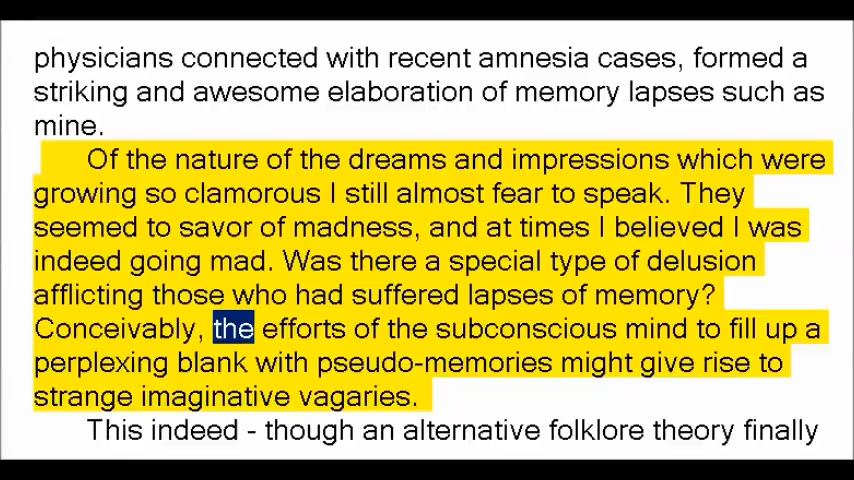 physicians connected with recent amnesia cases, formed a
striking and awesome elaboration of memory lapses such as
mine.
Of the nature of the dreams and impressions which were
growing so clamorous I still almost fear to speak. They
seemed to savor of madness, and at times I believed I was
indeed going mad. Was there a special type of delusion
afflicting those who had suffered lapses of memory?
Conceivably, the efforts of the subconscious mind to fill up a
perplexing blank with pseudo-memories might give rise to
strange imaginative vagaries.
This indeed - though an alternative folklore theory finally